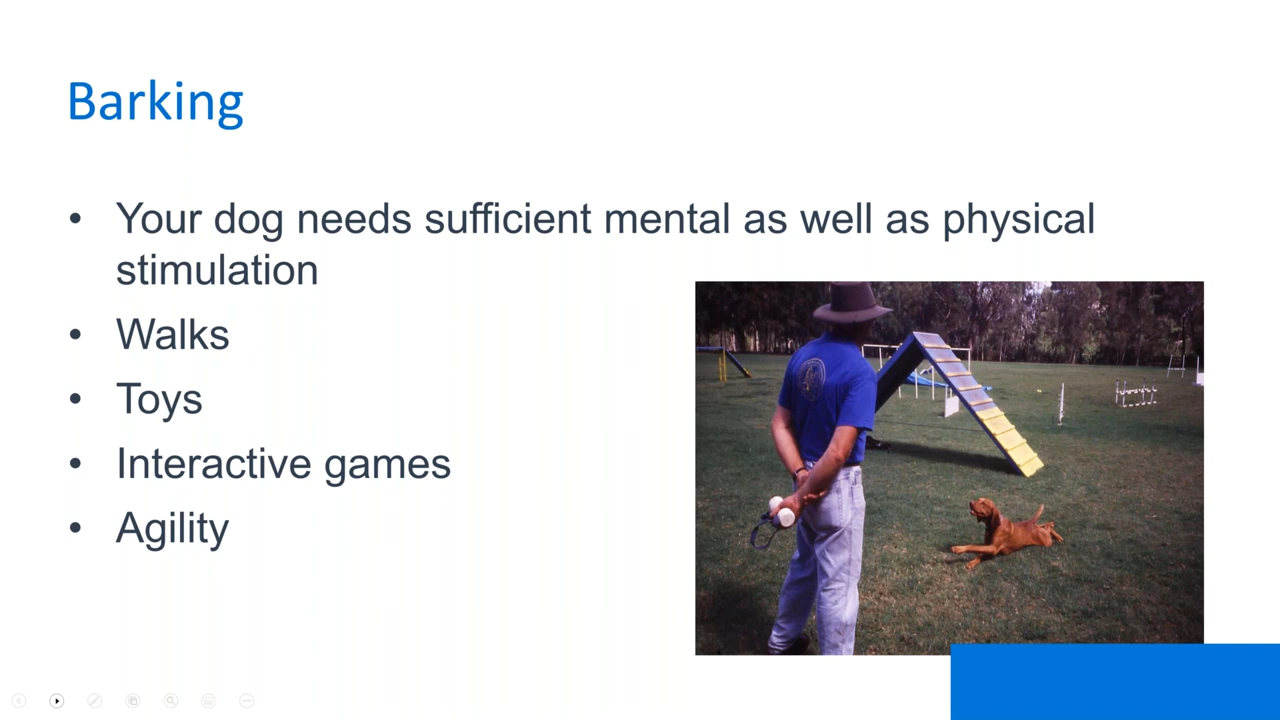 Barking
• Your dog needs sufficient mental as well as physical
stimulation
• Walks
• Toys
• Interactive games
• Agility